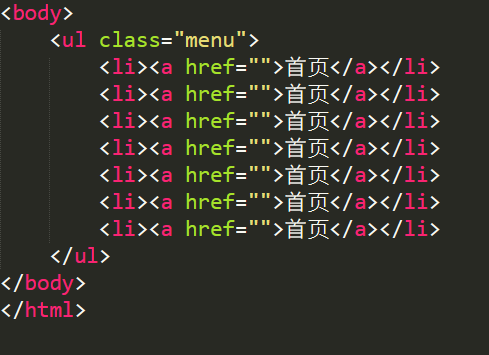 <body>
<ul class="menu">
<li><a href="">首页</a></li>
<li><a href="">首页</a></li>
<li><a href="">首页</a></li>
<li><a href="">首页</a></li>
<li><a href="">首页</a></li>
<li><a href="">首页</a></li>
<li><a href="">首页</a></li>
</ul>
</body>
</html>